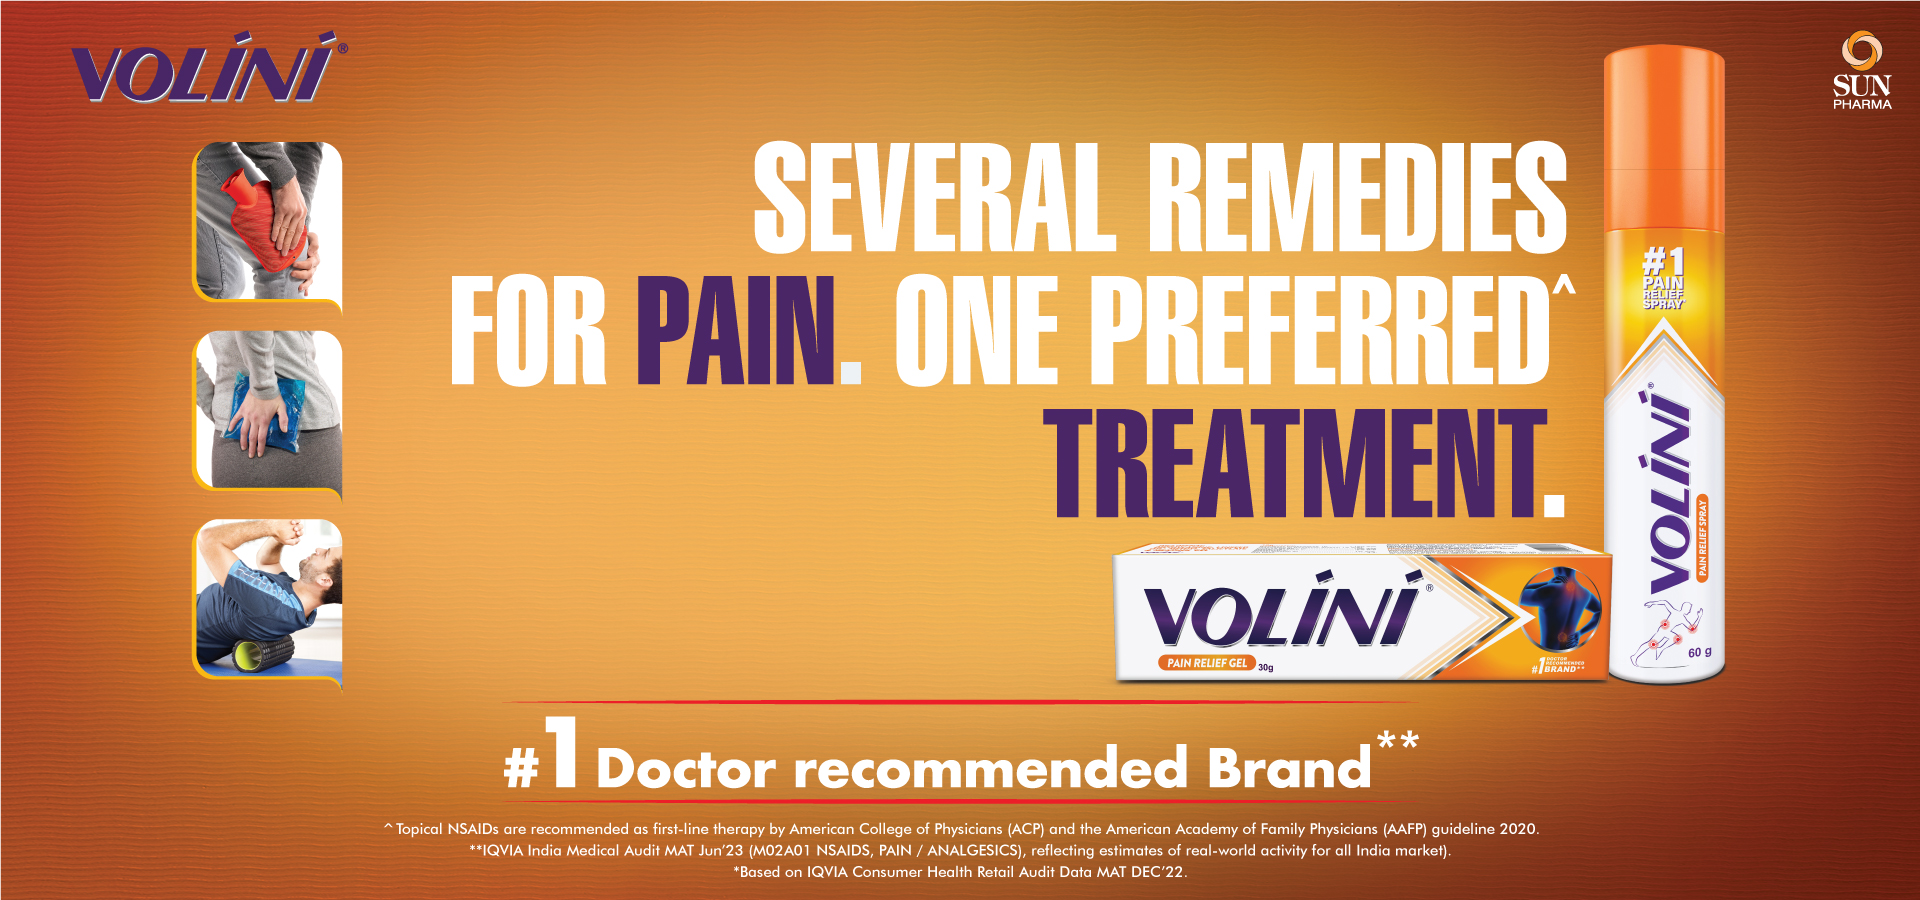 VOLINI®
SUN
PHARMA
SEVERAL REMEDIES
FOR PAIN. ONE PREFERRED^
TREATMENT.
#1
PAIN
RELIEF
SPRAY*
VOLINI®
PAIN RELIEF SPRAY
60 g
VOLINI®
PAIN RELIEF GEL 30g
#1 DOCTOR
RECOMMENDED
BRAND**
#1 Doctor recommended Brand**
^Topical NSAIDs are recommended as first-line therapy by American College of Physicians (ACP) and the American Academy of Family Physicians (AAFP) guideline 2020.
**IQVIA India Medical Audit MAT Jun'23 (M02A01 NSAIDS, PAIN / ANALGESICS), reflecting estimates of real-world activity for all India market).
*Based on IQVIA Consumer Health Retail Audit Data MAT DEC'22.